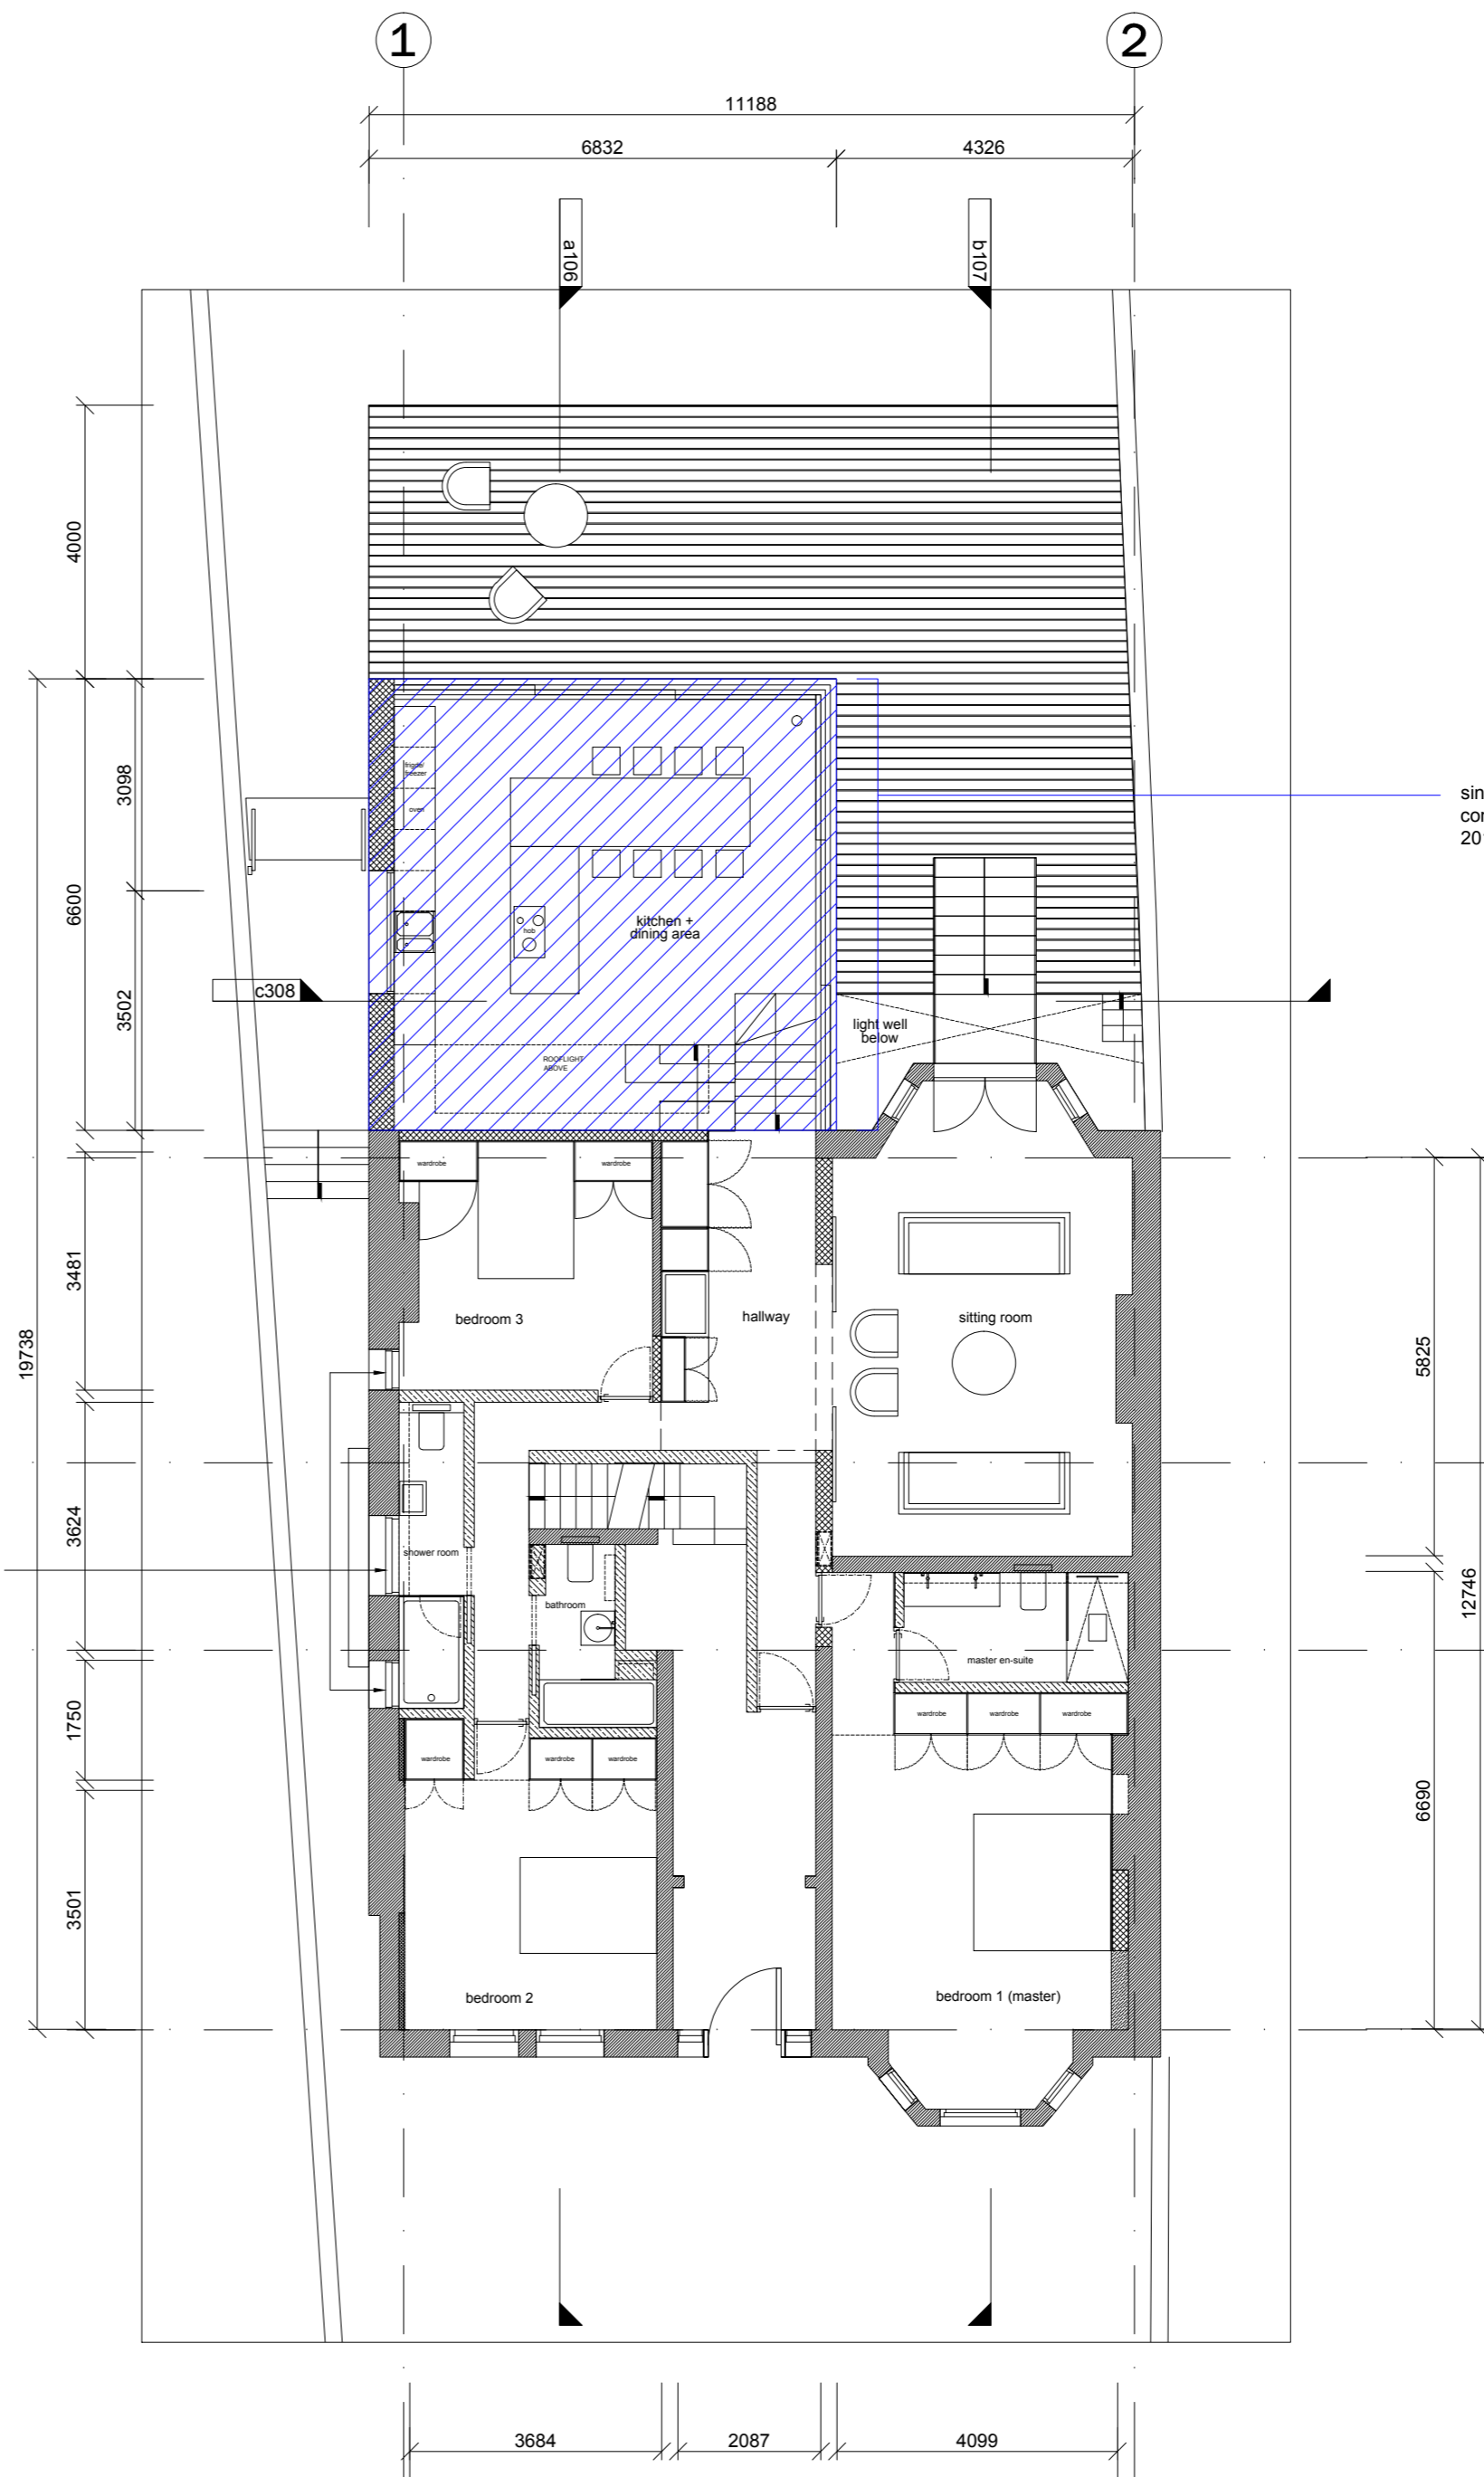 1
2
11188
6832
4326
a106
b107
4000
3098
6600
3502
frigde/
freezer
oven
hob
kitchen +
dining area
sin
con
20
c308
light well
below
ROOFLIGHT
ABOVE
wardrobe
wardrobe
3481
bedroom 3
hallway
sitting room
5825
19738
3624
shower room
bathroom
master en-suite
12746
1750
wardrobe
wardrobe
wardrobe
wardrobe
wardrobe
wardrobe
6690
3501
bedroom 2
bedroom 1 (master)
3684
2087
4099